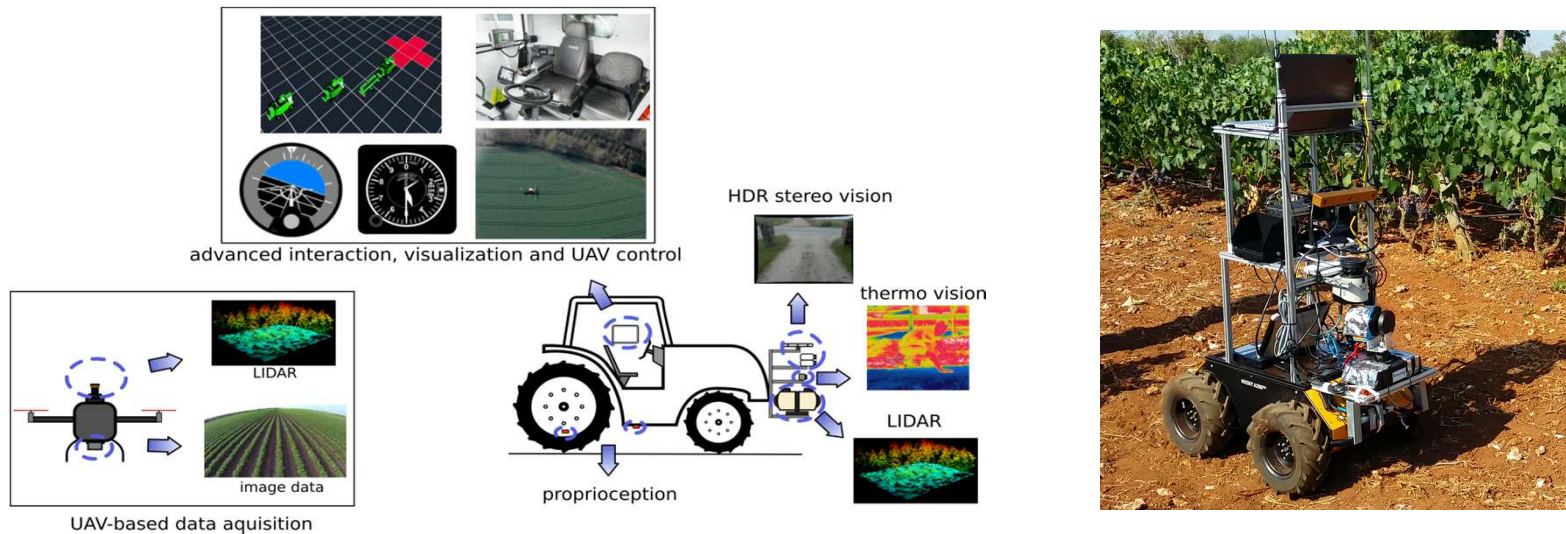 advanced interaction, visualization and UAV control
HDR stereo vision
thermo vision
LIDAR
LIDAR
image data
proprioception
UAV-based data aquisition